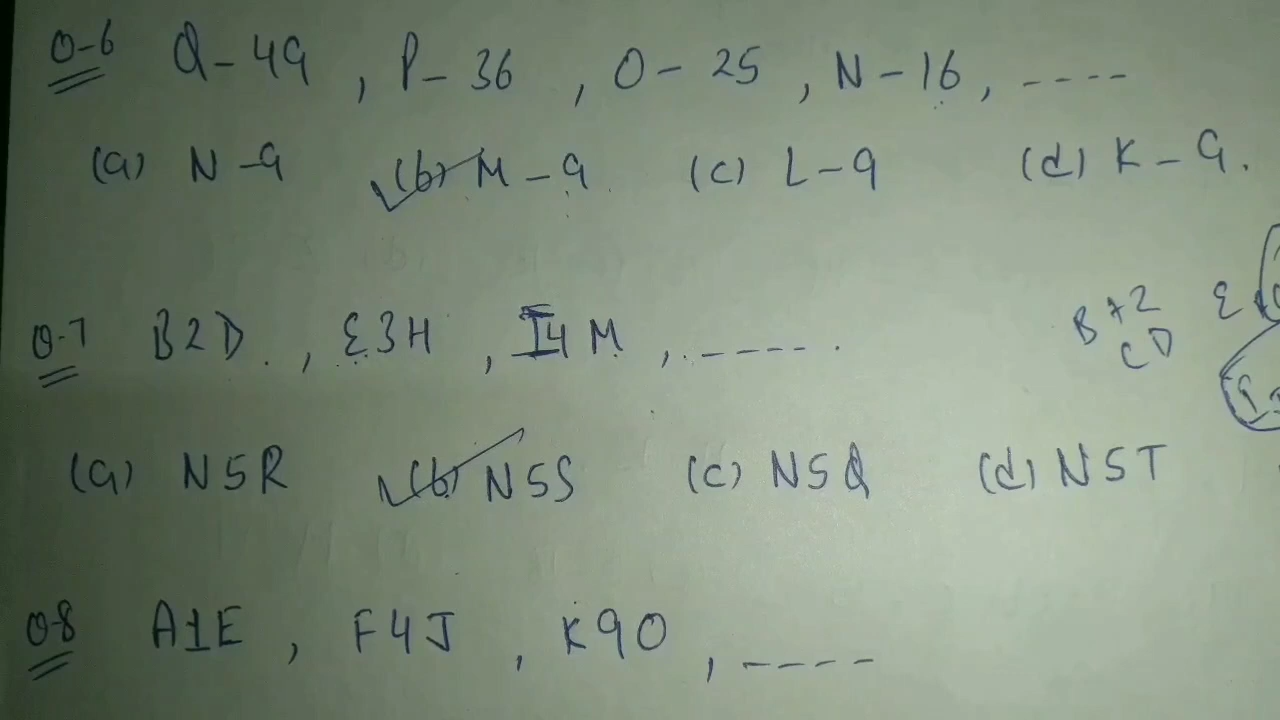 Q-6 Q-49, P-36, O-25, N-16, ----
(a) N-9 (b) M-9 (c) L-9 (d) K-9.
Q-7 B2D, E3H, I4M, ----.
B+2 E
CD
(a) N5R (b) N5S (c) N5Q (d) N5T
Q-8 A1E, F4J, K9O, ----